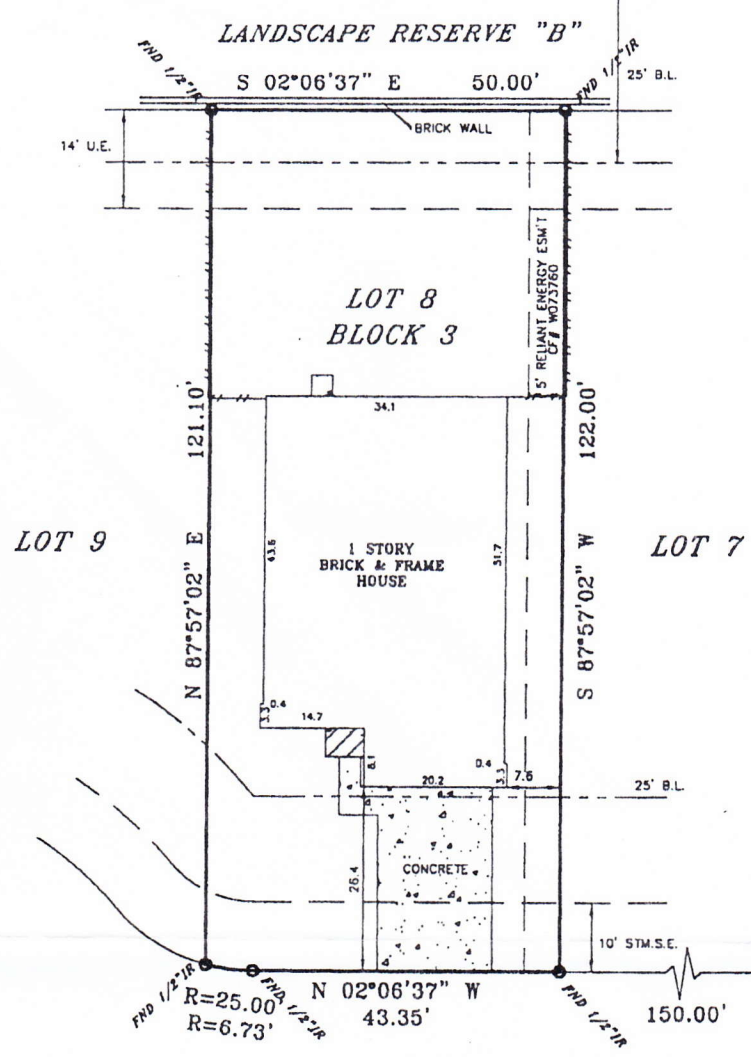 LANDSCAPE RESERVE "B"
FND 1/2"IR
S 02°06'37" E 50.00'
FND 1/2"IR
25' B.L.
BRICK WALL
14' U.E.
5' RELIANT ENERGY ESM'T
CF# W073760
LOT 8
BLOCK 3
34.1
121.10'
N 87°57'02" E
122.00'
S 87°57'02" W
LOT 9
43.6
1 STORY
BRICK & FRAME
HOUSE
51.7
LOT 7
3.3
0.4
14.7
8.1
20.2
0.4
3.3
7.6
25' B.L.
26.4
CONCRETE
10' STM.S.E.
FND 1/2"IR
R=25.00'
R=6.73'
FND 1/2"IR
N 02°06'37" W
43.35'
FND 1/2"IR
150.00'